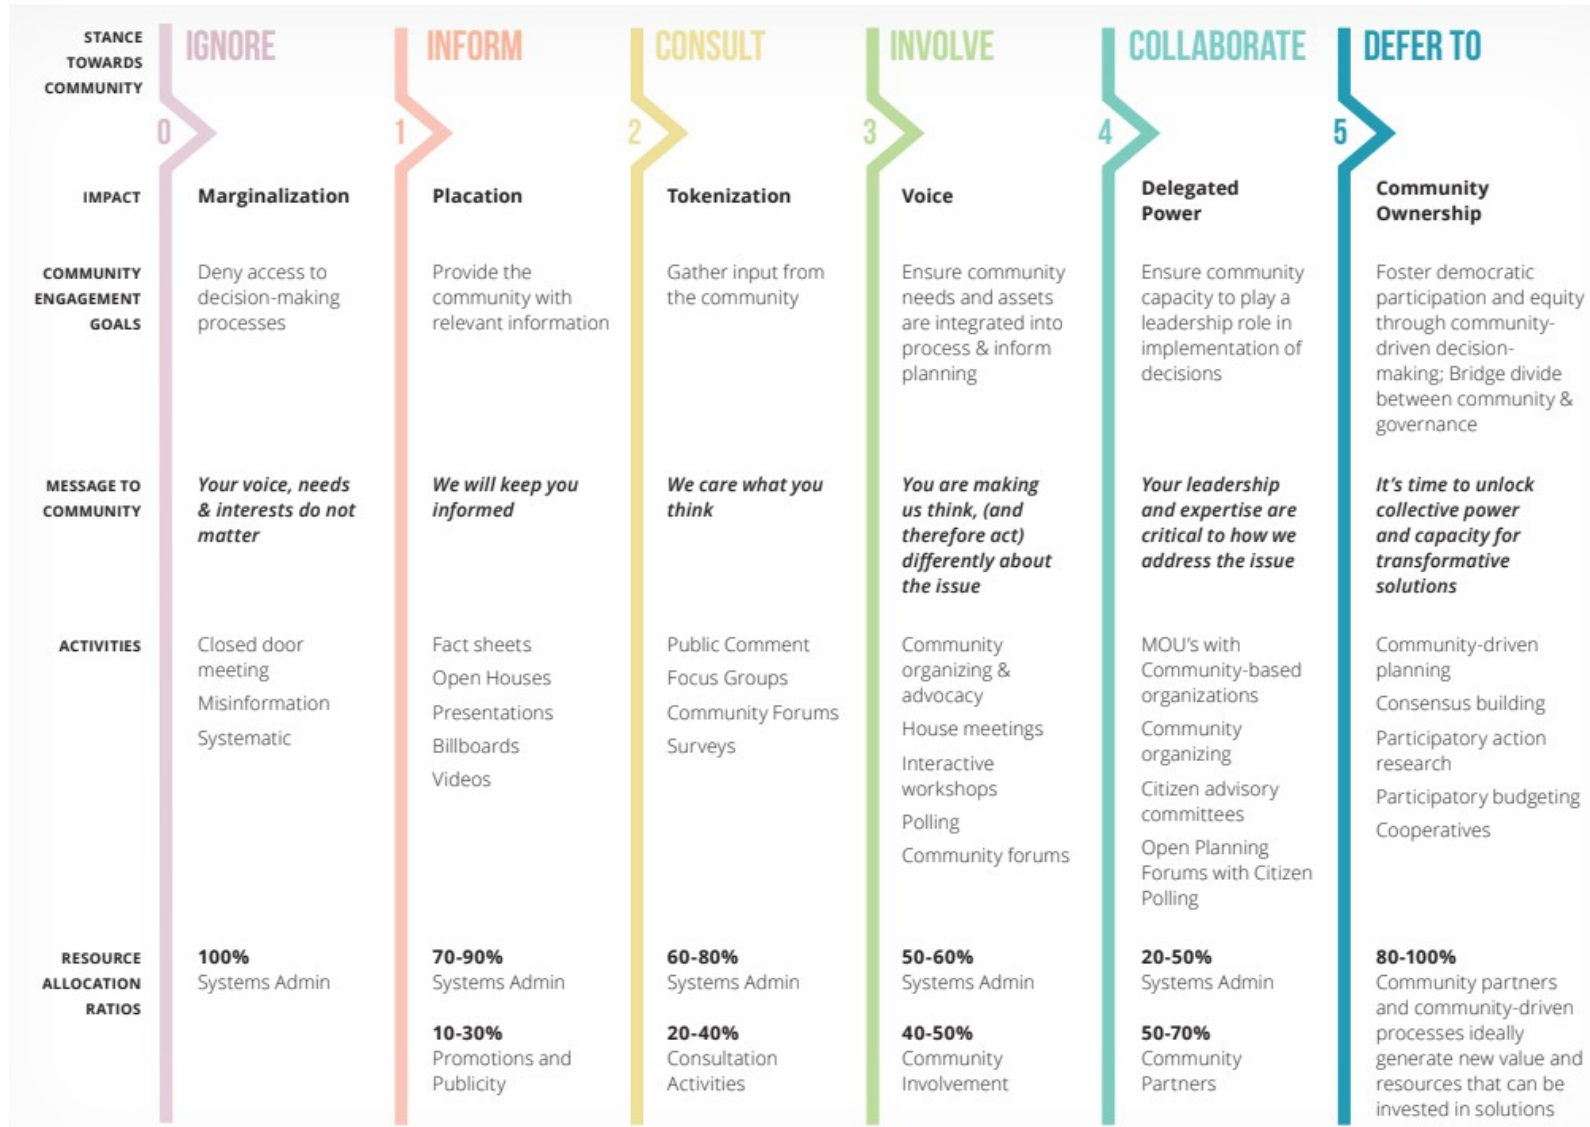 STANCE
TOWARDS
COMMUNITY
IGNORE
INFORM
CONSULT
INVOLVE
COLLABORATE
DEFER TO
0
1
2
3
4
5
IMPACT
Marginalization
Placation
Tokenization
Voice
Delegated
Power
Community
Ownership
COMMUNITY
ENGAGEMENT
GOALS
Deny access to
decision-making
processes
Provide the
community with
relevant information
Gather input from
the community
Ensure community
needs and assets
are integrated into
process & inform
planning
Ensure community
capacity to play a
leadership role in
implementation of
decisions
Foster democratic
participation and equity
through community-
driven decision-
making; Bridge divide
between community &
governance
MESSAGE TO
COMMUNITY
Your voice, needs
& interests do not
matter
We will keep you
informed
We care what you
think
You are making
us think, (and
therefore act)
differently about
the issue
Your leadership
and expertise are
critical to how we
address the issue
It's time to unlock
collective power
and capacity for
transformative
solutions
ACTIVITIES
Closed door
meeting
Misinformation
Systematic
Fact sheets
Open Houses
Presentations
Billboards
Videos
Public Comment
Focus Groups
Community Forums
Surveys
Community
organizing &
advocacy
House meetings
Interactive
workshops
Polling
Community forums
MOU's with
Community-based
organizations
Community
organizing
Citizen advisory
committees
Open Planning
Forums with Citizen
Polling
Community-driven
planning
Consensus building
Participatory action
research
Participatory budgeting
Cooperatives
RESOURCE
ALLOCATION
RATIOS
100%
Systems Admin
70-90%
Systems Admin
10-30%
Promotions and
Publicity
60-80%
Systems Admin
20-40%
Consultation
Activities
50-60%
Systems Admin
40-50%
Community
Involvement
20-50%
Systems Admin
50-70%
Community
Partners
80-100%
Community partners
and community-driven
processes ideally
generate new value and
resources that can be
invested in solutions